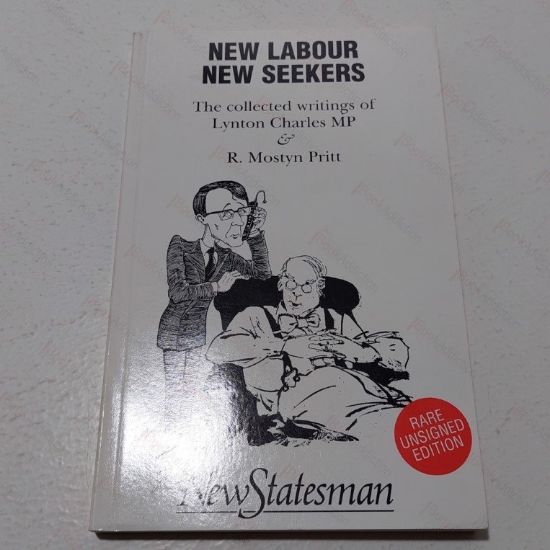 NEW LABOUR
NEW SEEKERS
The collected writings of
Lynton Charles MP
&
R. Mostyn Pritt
RARE
UNSIGNED
EDITION
NewStatesman